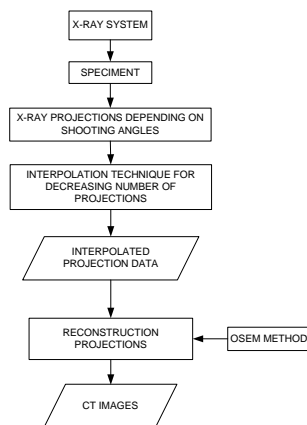 X-RAY SYSTEM
SPECIMENT
X-RAY PROJECTIONS DEPENDING ON
SHOOTING ANGLES
INTERPOLATION TECHNIQUE FOR
DECREASING NUMBER OF
PROJECTIONS
INTERPOLATED
PROJECTION DATA
RECONSTRUCTION
PROJECTIONS
OSEM METHOD
CT IMAGES